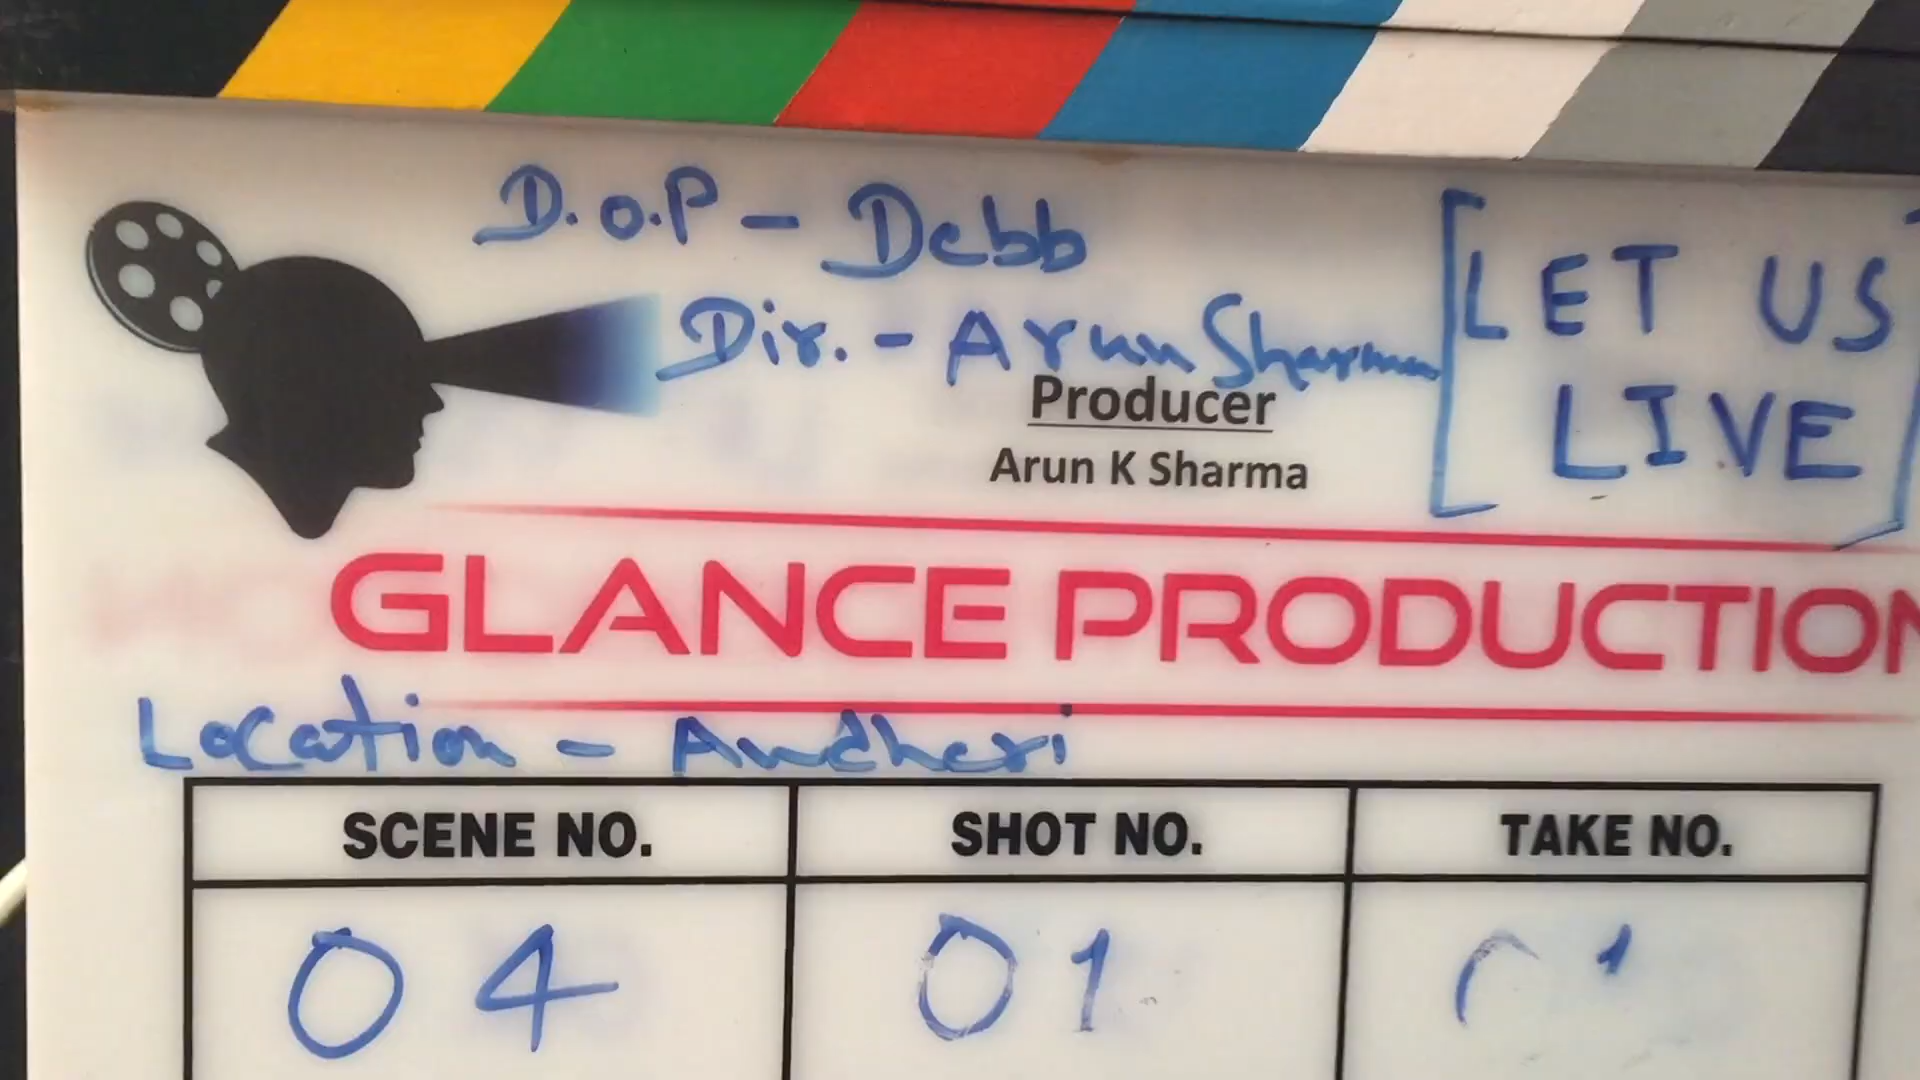 D.O.P - Debb
Dir. - Arun Sharma
[LET US
LIVE]
Producer
Arun K Sharma
GLANCE PRODUCTION
Location - Andheri
SCENE NO. SHOT NO. TAKE NO.
04 01